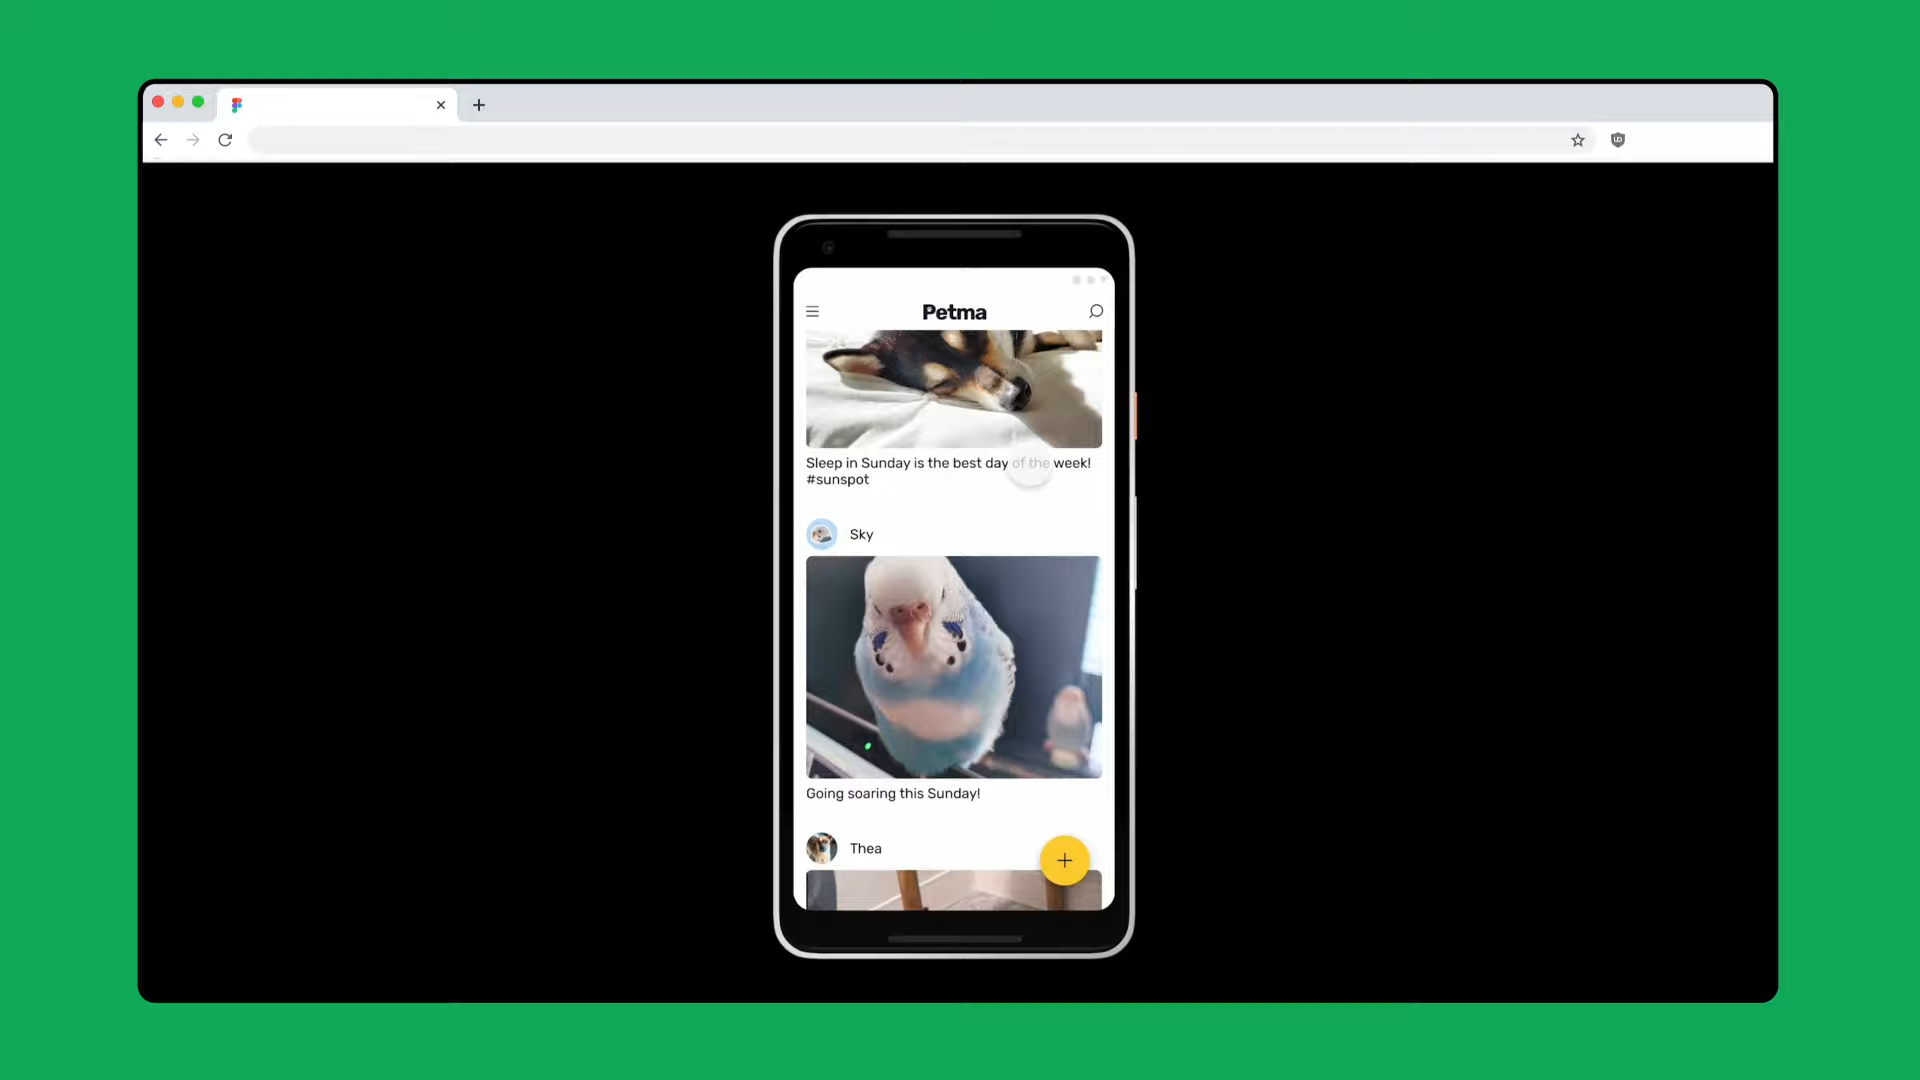 Petma
Sleep in Sunday is the best day of the week!
#sunspot
Sky
Going soaring this Sunday!
Thea